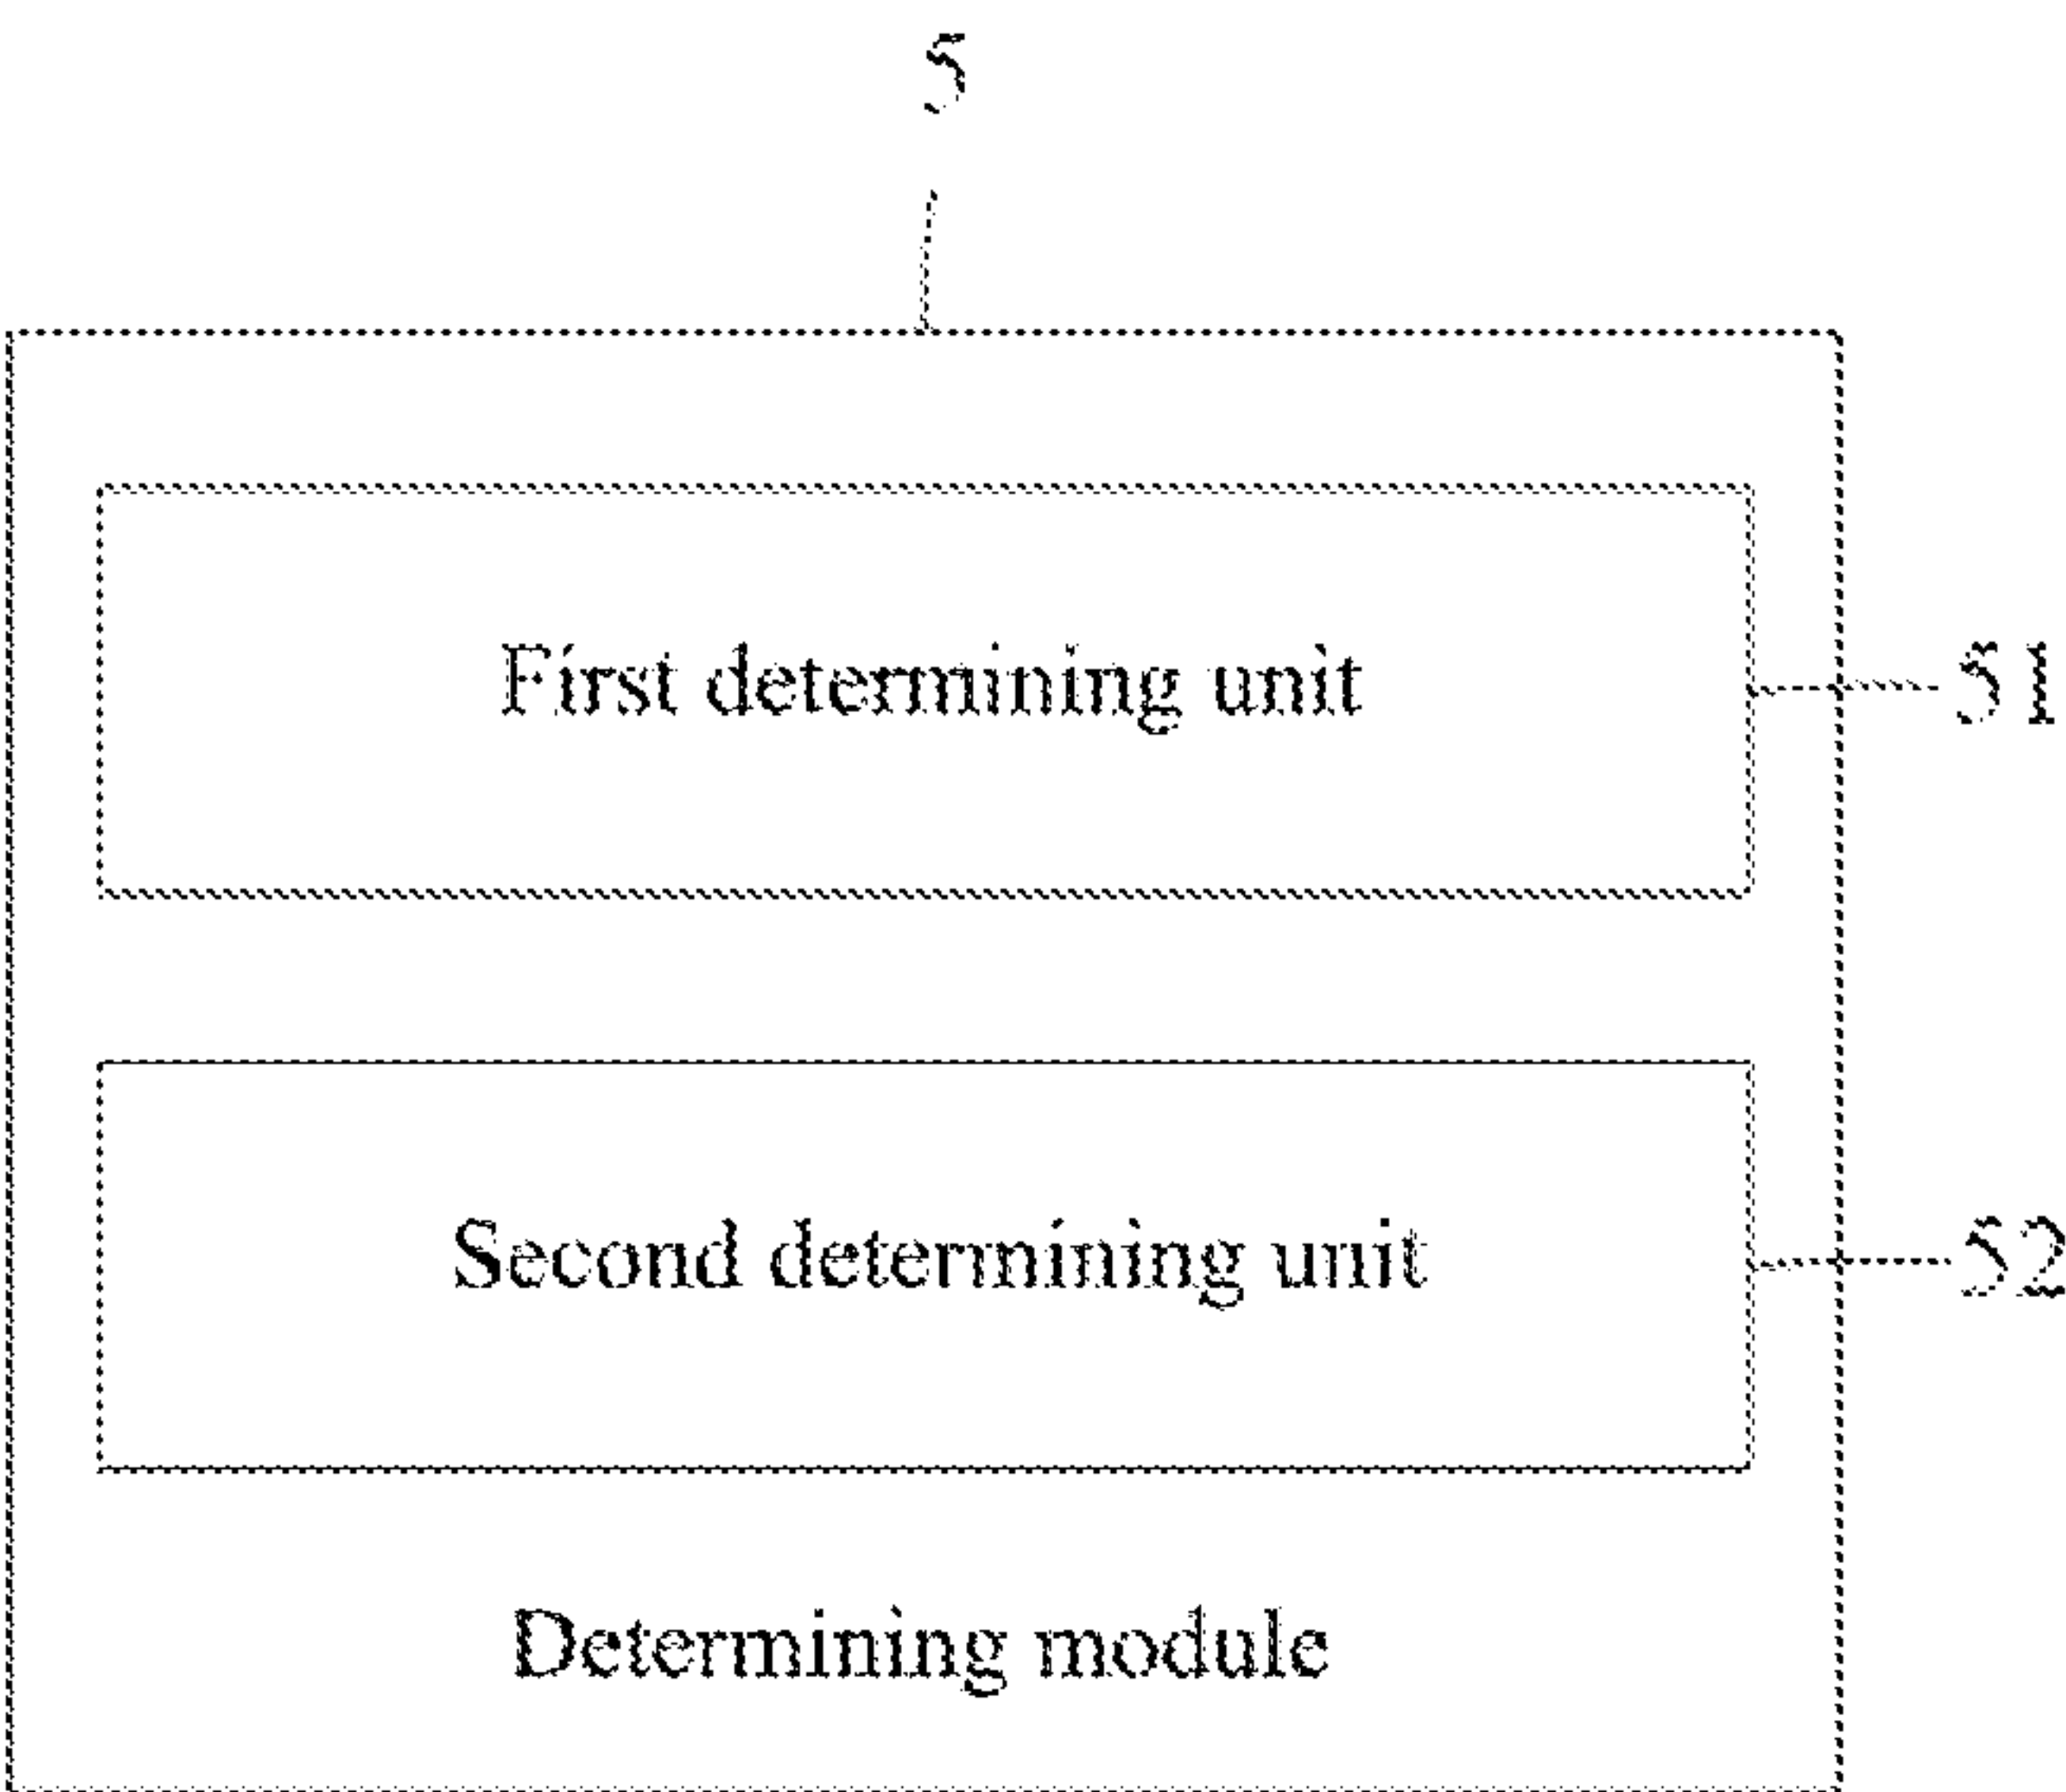 5
First determining unit
51
Second determining unit
52
Determining module